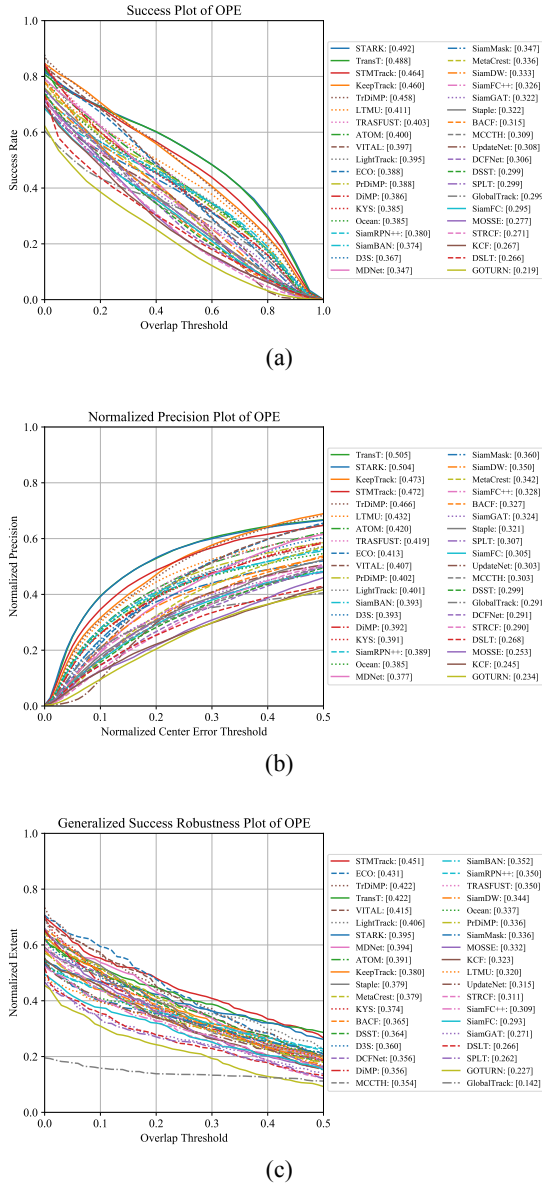 Success Plot of OPE
1.0
0.8
0.6
0.4
0.2
0.0
Success Rate
0.0 0.2 0.4 0.6 0.8 1.0
Overlap Threshold
STARK: [0.492]
TransT: [0.488]
STMTrack: [0.464]
KeepTrack: [0.460]
TrDiMP: [0.458]
LTMU: [0.411]
TRASFUST: [0.403]
ATOM: [0.400]
VITAL: [0.397]
LightTrack: [0.395]
ECO: [0.388]
PrDiMP: [0.388]
DiMP: [0.386]
KYS: [0.385]
Ocean: [0.385]
SiamRPN++: [0.380]
SiamBAN: [0.374]
D3S: [0.367]
MDNet: [0.347]
SiamMask: [0.347]
MetaCrest: [0.336]
SiamDW: [0.333]
SiamFC++: [0.326]
SiamGAT: [0.322]
Staple: [0.322]
BACF: [0.315]
MCCTH: [0.309]
UpdateNet: [0.308]
DCFNet: [0.306]
DSST: [0.299]
SPLT: [0.299]
GlobalTrack: [0.299
SiamFC: [0.295]
MOSSE: [0.277]
STRCF: [0.271]
KCF: [0.267]
DSLT: [0.266]
GOTURN: [0.219]
(a)
Normalized Precision Plot of OPE
1.0
0.8
0.6
0.4
0.2
0.0
Normalized Precision
0.0 0.1 0.2 0.3 0.4 0.5
Normalized Center Error Threshold
TransT: [0.505]
STARK: [0.504]
KeepTrack: [0.473]
STMTrack: [0.472]
TrDiMP: [0.466]
LTMU: [0.432]
ATOM: [0.420]
TRASFUST: [0.419]
ECO: [0.413]
VITAL: [0.407]
PrDiMP: [0.402]
LightTrack: [0.401]
SiamBAN: [0.393]
D3S: [0.393]
DiMP: [0.392]
KYS: [0.391]
SiamRPN++: [0.389]
Ocean: [0.385]
MDNet: [0.377]
SiamMask: [0.360]
SiamDW: [0.350]
MetaCrest: [0.342]
SiamFC++: [0.328]
BACF: [0.327]
SiamGAT: [0.324]
Staple: [0.321]
SPLT: [0.307]
SiamFC: [0.305]
UpdateNet: [0.303]
MCCTH: [0.303]
DSST: [0.299]
GlobalTrack: [0.291
DCFNet: [0.291]
STRCF: [0.290]
DSLT: [0.268]
MOSSE: [0.253]
KCF: [0.245]
GOTURN: [0.234]
(b)
Generalized Success Robustness Plot of OPE
1.0
0.8
0.6
0.4
0.2
0.0
Normalized Extent
0.0 0.1 0.2 0.3 0.4 0.5
Overlap Threshold
STMTrack: [0.451]
ECO: [0.431]
TrDiMP: [0.422]
TransT: [0.422]
VITAL: [0.415]
LightTrack: [0.406]
STARK: [0.395]
MDNet: [0.394]
ATOM: [0.391]
KeepTrack: [0.380]
Staple: [0.379]
MetaCrest: [0.379]
KYS: [0.374]
BACF: [0.365]
DSST: [0.364]
D3S: [0.360]
DCFNet: [0.356]
DiMP: [0.356]
MCCTH: [0.354]
SiamBAN: [0.352]
SiamRPN++: [0.350]
TRASFUST: [0.350]
SiamDW: [0.344]
Ocean: [0.337]
PrDiMP: [0.336]
SiamMask: [0.336]
MOSSE: [0.332]
KCF: [0.323]
LTMU: [0.320]
UpdateNet: [0.315]
STRCF: [0.311]
SiamFC++: [0.309]
SiamFC: [0.293]
SiamGAT: [0.271]
DSLT: [0.266]
SPLT: [0.262]
GOTURN: [0.227]
GlobalTrack: [0.142]
(c)